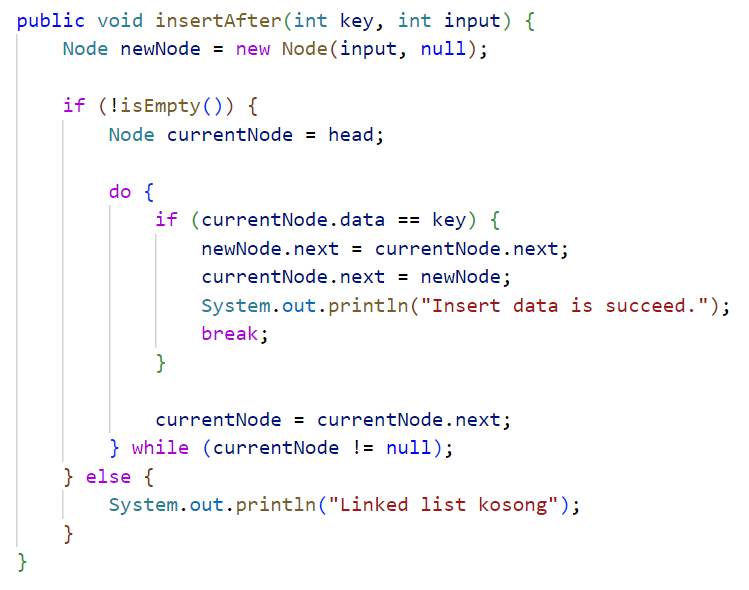 public void insertAfter(int key, int input) {
    Node newNode = new Node(input, null);

    if (!isEmpty()) {
        Node currentNode = head;

        do {
            if (currentNode.data == key) {
                newNode.next = currentNode.next;
                currentNode.next = newNode;
                System.out.println("Insert data is succeed.");
                break;
            }

            currentNode = currentNode.next;
        } while (currentNode != null);
    } else {
        System.out.println("Linked list kosong");
    }
}